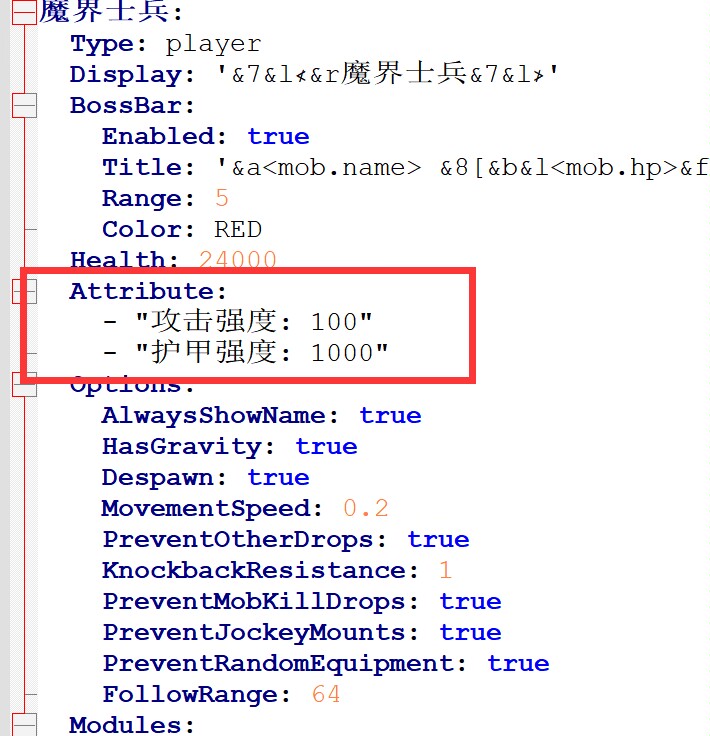 魔界士兵:
Type: player
Display: '&7&l⊰&r魔界士兵&7&l⊱'
BossBar:
Enabled: true
Title: '&a<mob.name> &8[&b&l<mob.hp>&f
Range: 5
Color: RED
Health: 24000
Attribute:
- "攻击强度: 100"
- "护甲强度: 1000"
Options:
AlwaysShowName: true
HasGravity: true
Despawn: true
MovementSpeed: 0.2
PreventOtherDrops: true
KnockbackResistance: 1
PreventMobKillDrops: true
PreventJockeyMounts: true
PreventRandomEquipment: true
FollowRange: 64
Modules: